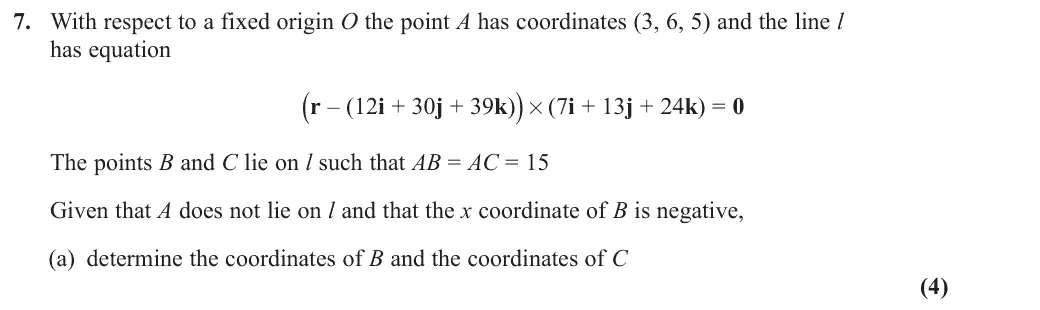 7. With respect to a fixed origin O the point A has coordinates (3, 6, 5) and the line l
has equation
(r – (12i + 30j + 39k)) × (7i + 13j + 24k) = 0
The points B and C lie on l such that AB = AC = 15
Given that A does not lie on l and that the x coordinate of B is negative,
(a) determine the coordinates of B and the coordinates of C
(4)